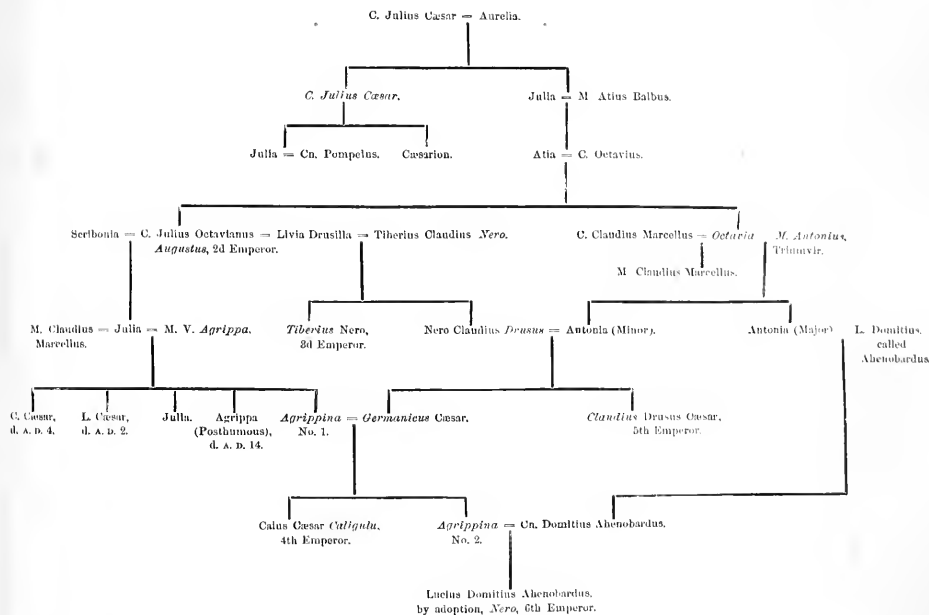 C. Julius Cæsar = Aurelia.
C. Julius Cæsar. Julia = M Atius Balbus.
Julia = Cn. Pompeius. Cæsarion. Atia = C. Octavius.
Scribonia = C. Julius Octavianus = Livia Drusilla = Tiberius Claudius Nero. C. Claudius Marcellus = Octavia M. Antonius,
Augustus, 2d Emperor. Triumvir.
M Claudius Marcellus.
M. Claudius = Julia = M. V. Agrippa. Tiberius Nero, Nero Claudius Drusus = Antonia (Minor). Antonia (Major) L. Domitius,
Marcellus. 3d Emperor. called
Ahenobardus
C. Cæsar, L. Cæsar, Julia. Agrippa Agrippina = Germanicus Cæsar. Claudius Drusus Cæsar,
d. A. D. 4. d. A. D. 2. (Posthumous), No. 1. 5th Emperor.
d. A. D. 14.
Caius Cæsar Caligula, Agrippina = Cn. Domitius Ahenobardus.
4th Emperor. No. 2.
Lucius Domitius Ahenobardus.
by adoption, Nero, 6th Emperor.